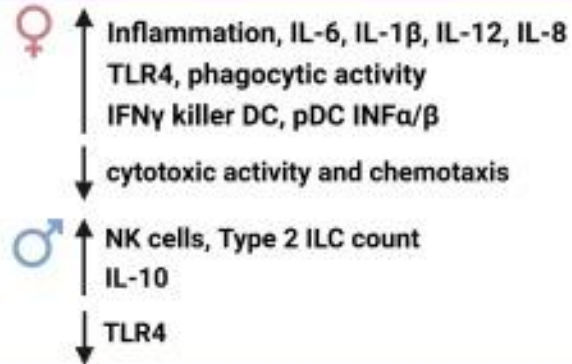 Inflammation, IL-6, IL-1β, IL-12, IL-8
TLR4, phagocytic activity
IFNγ killer DC, pDC INFα/β
cytotoxic activity and chemotaxis
NK cells, Type 2 ILC count
IL-10
TLR4